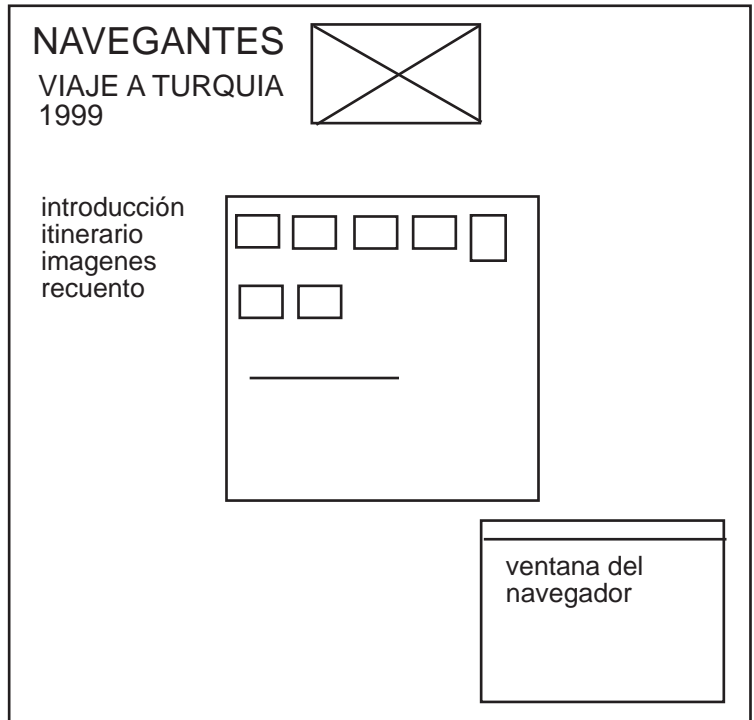 NAVEGANTES
VIAJE A TURQUIA
1999
introducción
itinerario
imagenes
recuento
ventana del
navegador